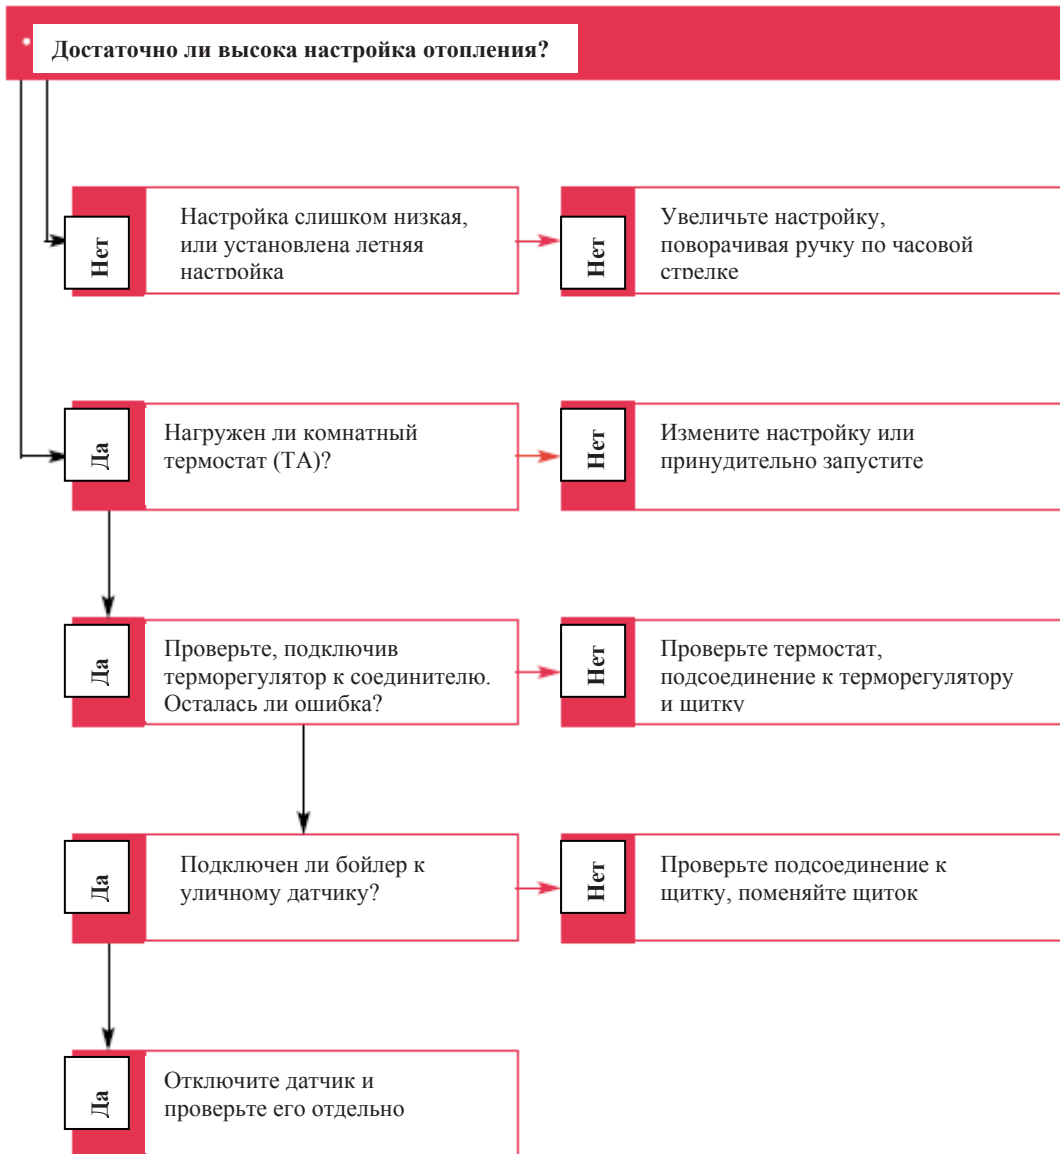 Достаточно ли высока настройка отопления?
Нет
Настройка слишком низкая,
или установлена летняя
настройка
Нет
Увеличьте настройку,
поворачивая ручку по часовой
стрелке
Да
Нагружен ли комнатный
термостат (ТА)?
Нет
Измените настройку или
принудительно запустите
Да
Проверьте, подключив
терморегулятор к соединителю.
Осталась ли ошибка?
Нет
Проверьте термостат,
подсоединение к терморегулятору
и щитку
Да
Подключен ли бойлер к
уличному датчику?
Нет
Проверьте подсоединение к
щитку, поменяйте щиток
Да
Отключите датчик и
проверьте его отдельно